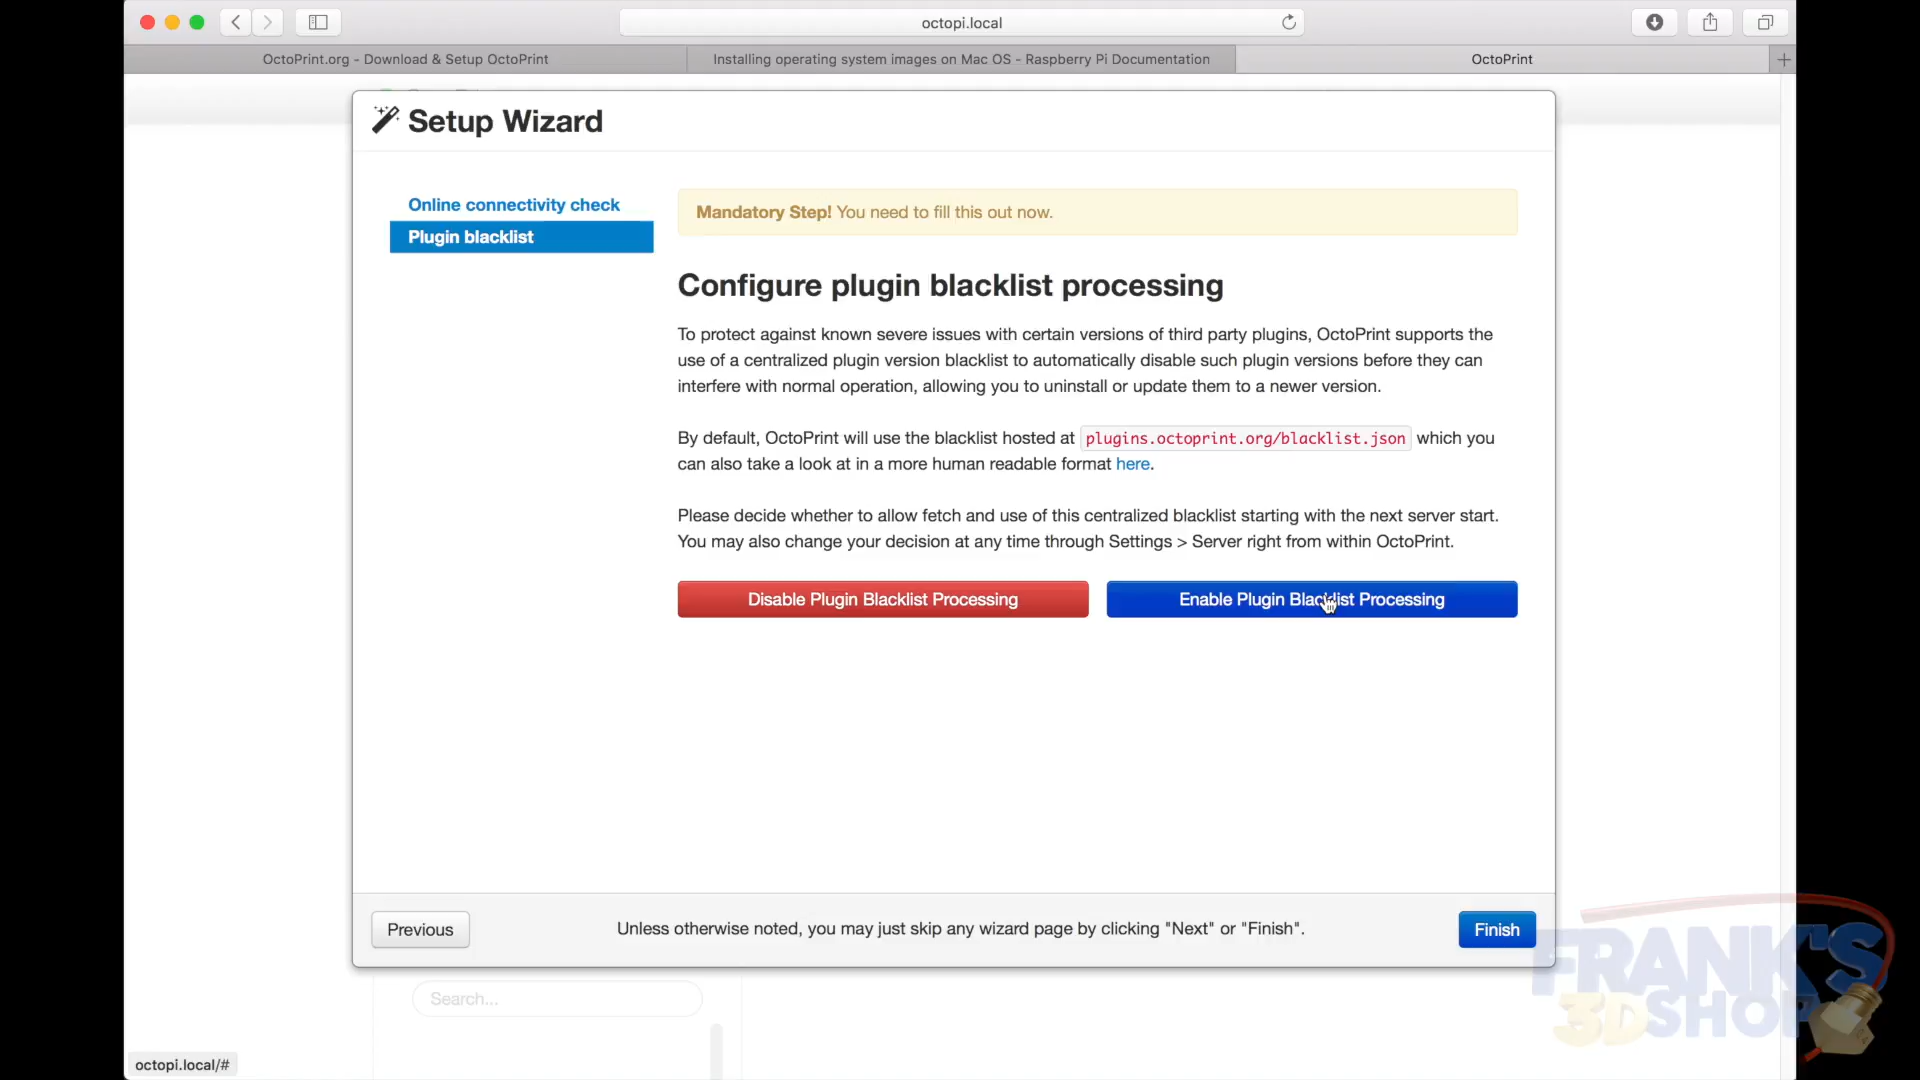 octopi.local
OctoPrint.org - Download & Setup OctoPrint
Installing operating system images on Mac OS - Raspberry Pi Documentation
OctoPrint
Setup Wizard
Online connectivity check
Plugin blacklist
Mandatory Step! You need to fill this out now.
Configure plugin blacklist processing
To protect against known severe issues with certain versions of third party plugins, OctoPrint supports the
use of a centralized plugin version blacklist to automatically disable such plugin versions before they can
interfere with normal operation, allowing you to uninstall or update them to a newer version.
By default, OctoPrint will use the blacklist hosted at plugins.octoprint.org/blacklist.json which you
can also take a look at in a more human readable format here.
Please decide whether to allow fetch and use of this centralized blacklist starting with the next server start.
You may also change your decision at any time through Settings > Server right from within OctoPrint.
Disable Plugin Blacklist Processing
Enable Plugin Blacklist Processing
Previous
Unless otherwise noted, you may just skip any wizard page by clicking "Next" or "Finish".
Finish
Search...
octopi.local/#
FRANK'S
3DSHOP